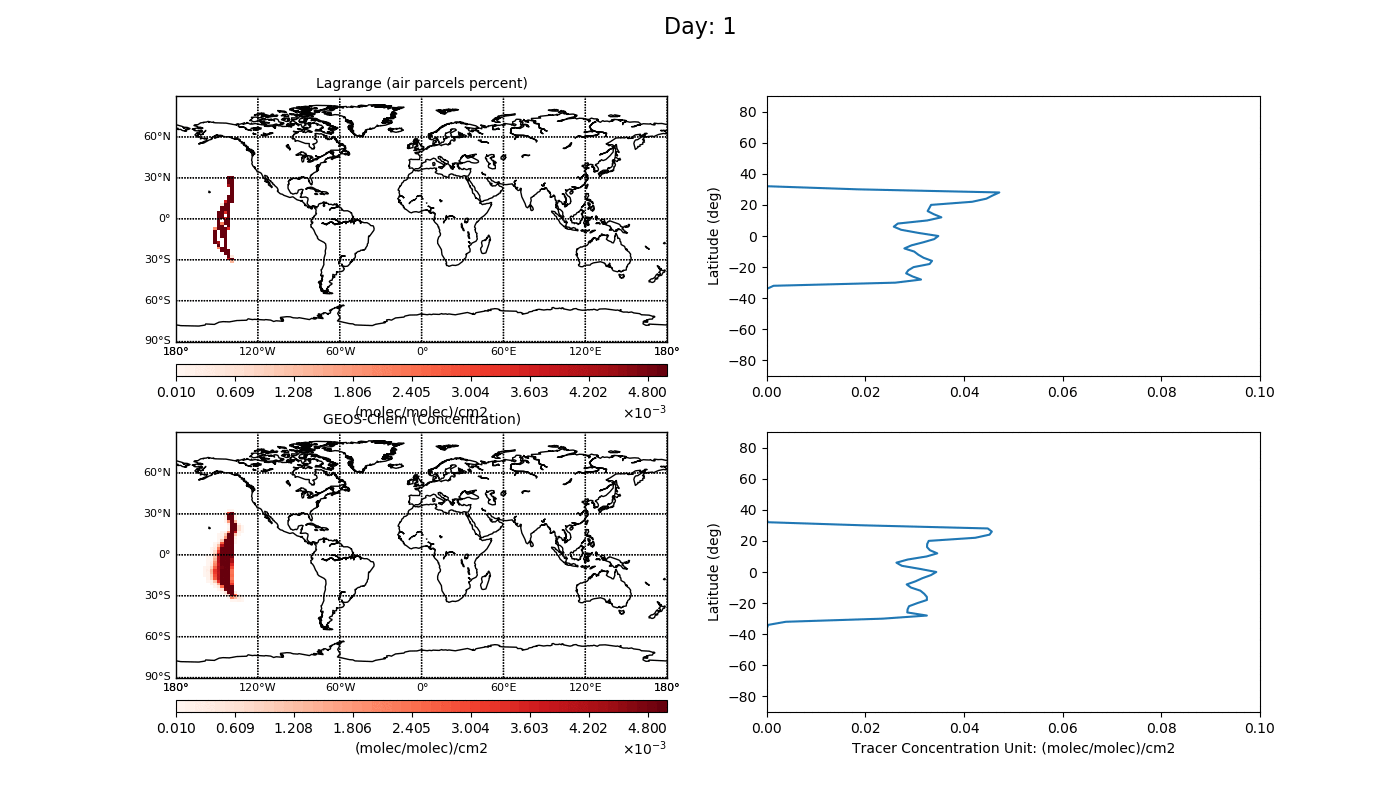 Day: 1
Lagrange (air parcels percent)
60°N
30°N
0°
30°S
60°S
90°S
180° 120°W 60°W 0° 60°E 120°E 180°
0.010 0.609 1.208 1.806 2.405 3.004 3.603 4.202 4.800
(molec/molec)/cm2
×10⁻³
Latitude (deg)
80
60
40
20
0
−20
−40
−60
−80
0.00 0.02 0.04 0.06 0.08 0.10
GEOS-Chem (Concentration)
60°N
30°N
0°
30°S
60°S
90°S
180° 120°W 60°W 0° 60°E 120°E 180°
0.010 0.609 1.208 1.806 2.405 3.004 3.603 4.202 4.800
(molec/molec)/cm2
×10⁻³
Latitude (deg)
80
60
40
20
0
−20
−40
−60
−80
0.00 0.02 0.04 0.06 0.08 0.10
Tracer Concentration Unit: (molec/molec)/cm2